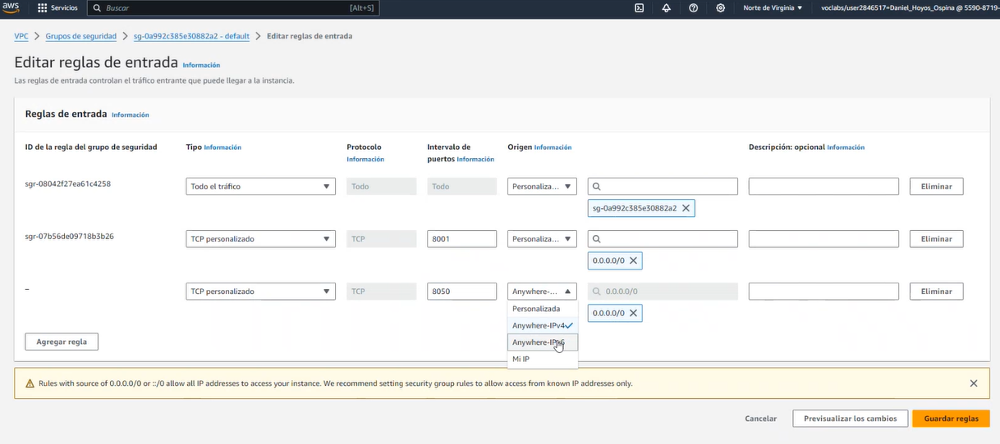 aws Servicios Buscar [Alt+S] Norte de Virginia voclabs/user2846517=Daniel_Hoyos_Ospina @ 5590-8719-
VPC Grupos de seguridad sg-0a992c385e30882a2 - default Editar reglas de entrada
Editar reglas de entrada Información
Las reglas de entrada controlan el tráfico entrante que puede llegar a la instancia.
Reglas de entrada Información
ID de la regla del grupo de seguridad Tipo Información Protocolo Información Intervalo de puertos Información Origen Información Descripción: opcional Información
sgr-08042f27ea61c4258 Todo el tráfico Todo Todo Personaliza... Eliminar
sg-0a992c385e30882a2
sgr-07b56de09718b3b26 TCP personalizado TCP 8001 Personaliza... Eliminar
0.0.0.0/0
– TCP personalizado TCP 8050 Anywhere-... 0.0.0.0/0 Eliminar
0.0.0.0/0
Personalizada
Anywhere-IPv4
Anywhere-IPv6
Mi IP
Agregar regla
Rules with source of 0.0.0.0/0 or ::/0 allow all IP addresses to access your instance. We recommend setting security group rules to allow access from known IP addresses only.
Cancelar Previsualizar los cambios Guardar reglas